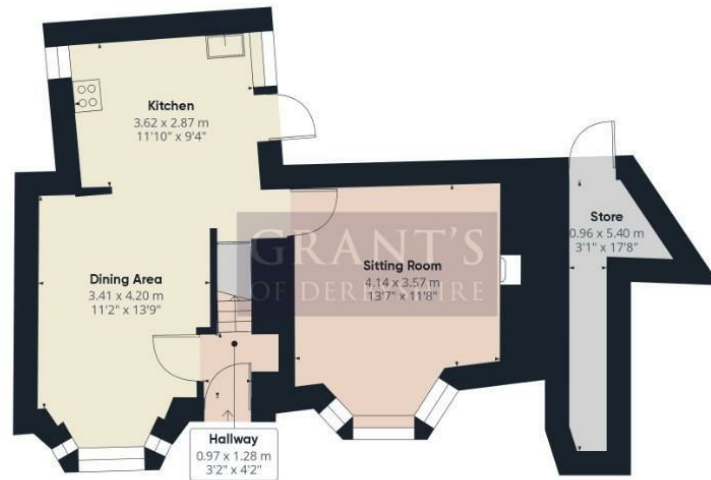 Kitchen
3.62 x 2.87 m
11'10" x 9'4"
Store
0.96 x 5.40 m
3'1" x 17'8"
GRANT'S
OF DERBYSHIRE
Sitting Room
4.14 x 3.57 m
13'7" x 11'8"
Dining Area
3.41 x 4.20 m
11'2" x 13'9"
Hallway
0.97 x 1.28 m
3'2" x 4'2"